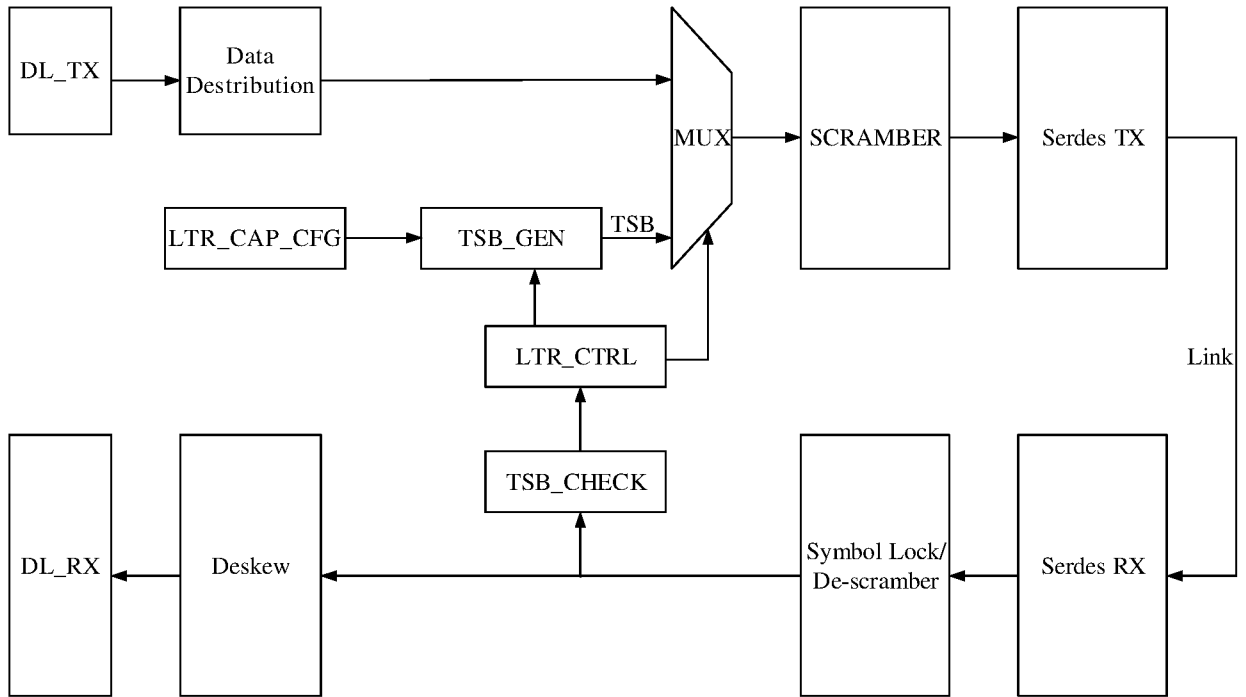 DL_TX
Data
Destribution
MUX
SCRAMBER
Serdes TX
LTR_CAP_CFG
TSB_GEN
TSB
LTR_CTRL
Link
TSB_CHECK
DL_RX
Deskew
Symbol Lock/
De-scramber
Serdes RX